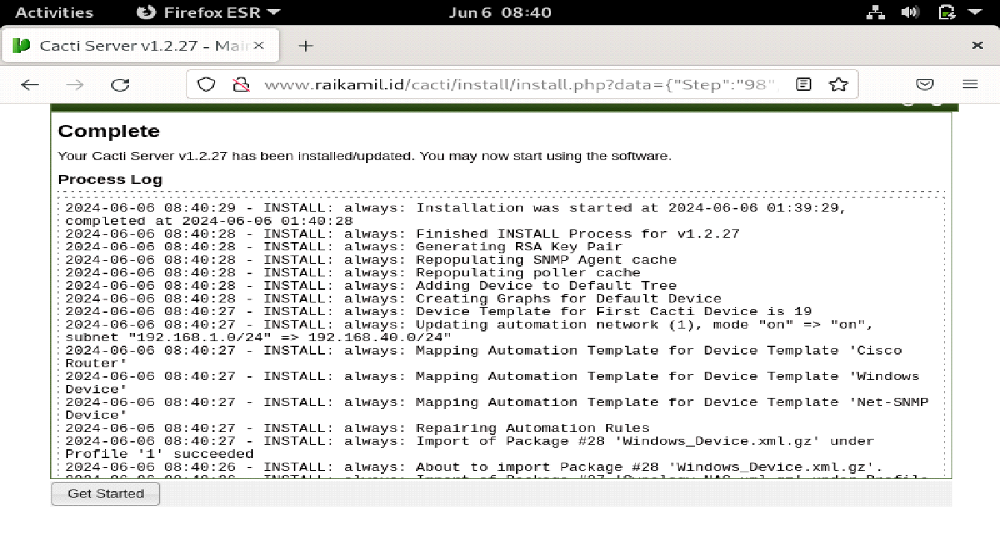 Activities
Firefox ESR
Jun 6 08:40
Cacti Server v1.2.27 - Mair
www.raikamil.id/cacti/install/install.php?data={"Step":"98"
Complete
Your Cacti Server v1.2.27 has been installed/updated. You may now start using the software.
Process Log
2024-06-06 08:40:29 - INSTALL: always: Installation was started at 2024-06-06 01:39:29,
completed at 2024-06-06 01:40:28
2024-06-06 08:40:28 - INSTALL: always: Finished INSTALL Process for v1.2.27
2024-06-06 08:40:28 - INSTALL: always: Generating RSA Key Pair
2024-06-06 08:40:28 - INSTALL: always: Repopulating SNMP Agent cache
2024-06-06 08:40:28 - INSTALL: always: Repopulating poller cache
2024-06-06 08:40:28 - INSTALL: always: Adding Device to Default Tree
2024-06-06 08:40:28 - INSTALL: always: Creating Graphs for Default Device
2024-06-06 08:40:27 - INSTALL: always: Device Template for First Cacti Device is 19
2024-06-06 08:40:27 - INSTALL: always: Updating automation network (1), mode "on" => "on",
subnet "192.168.1.0/24" => 192.168.40.0/24"
2024-06-06 08:40:27 - INSTALL: always: Mapping Automation Template for Device Template 'Cisco
Router'
2024-06-06 08:40:27 - INSTALL: always: Mapping Automation Template for Device Template 'Windows
Device'
2024-06-06 08:40:27 - INSTALL: always: Mapping Automation Template for Device Template 'Net-SNMP
Device'
2024-06-06 08:40:27 - INSTALL: always: Repairing Automation Rules
2024-06-06 08:40:27 - INSTALL: always: Import of Package #28 'Windows_Device.xml.gz' under
Profile '1' succeeded
2024-06-06 08:40:26 - INSTALL: always: About to import Package #28 'Windows_Device.xml.gz'.
Get Started